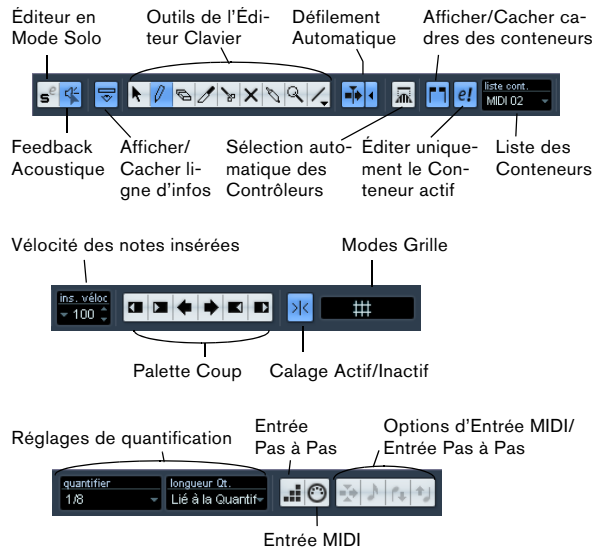 Éditeur en
Mode Solo
Outils de l'Édi-
teur Clavier
Défilement
Automatique
Afficher/Cacher ca-
dres des conteneurs
liste cont.
MIDI 02
Feedback
Acoustique
Afficher/
Cacher li-
gne d'infos
Sélection auto-
matique des
Contrôleurs
Éditer unique-
ment le Con-
teneur actif
Liste des
Conteneurs
Vélocité des notes insérées
Modes Grille
ins. véloc
100
Palette Coup
Calage Actif/Inactif
Réglages de quantification
Entrée
Pas à Pas
Options d'Entrée MIDI/
Entrée Pas à Pas
quantifier
1/8
longueur Qt.
Lié à la Quantif
Entrée MIDI